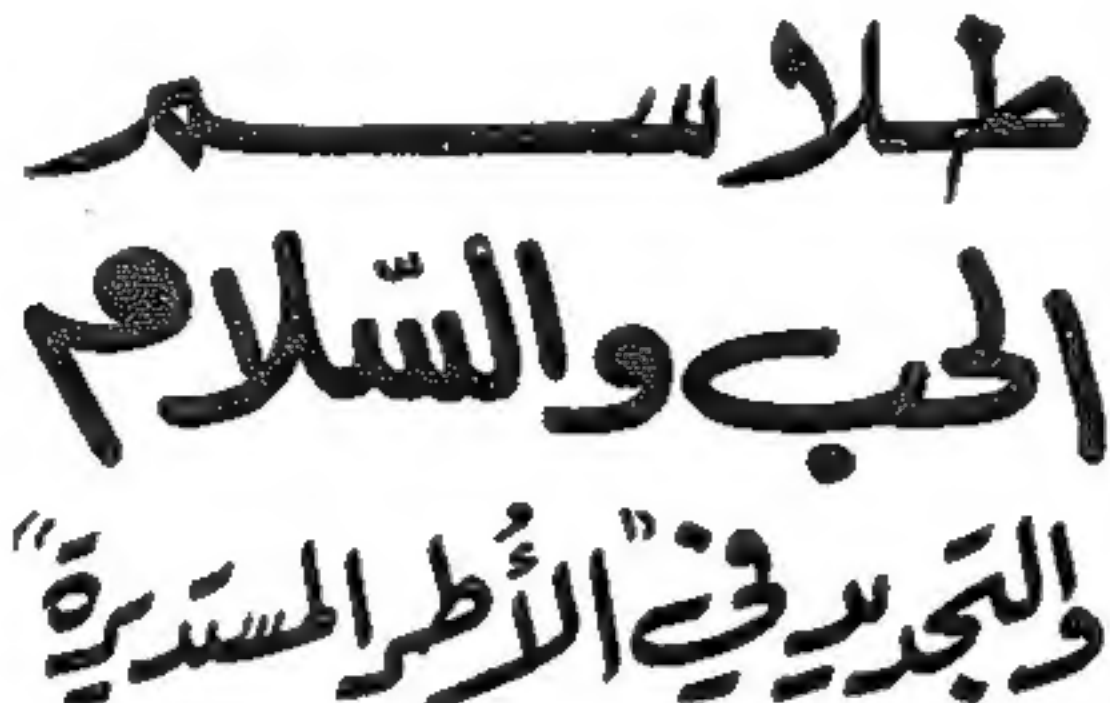 طلاسم
الحب والسّلام
والتجديد في "الأُطر المستديرة"